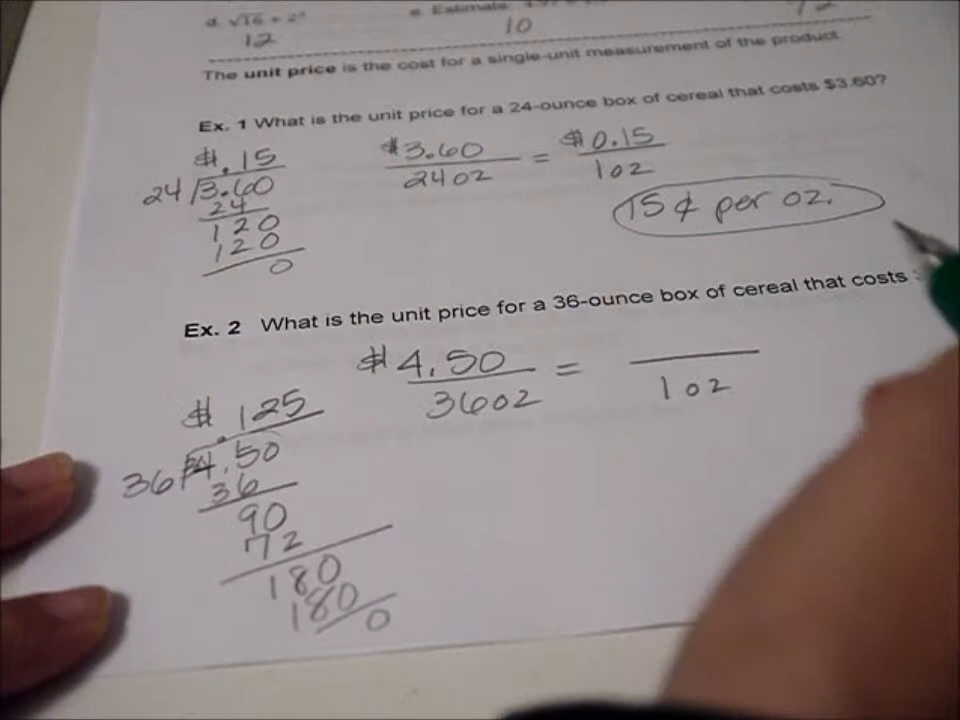 d. √16 + 2³ e. Estimate:
12 10 72
The unit price is the cost for a single-unit measurement of the product.
Ex. 1 What is the unit price for a 24-ounce box of cereal that costs $3.60?
$.15
24 3.60
24
120
120
0
$3.60 = $0.15
24oz 1oz
15¢ per oz.
Ex. 2 What is the unit price for a 36-ounce box of cereal that costs
$4.50 =
36oz 1oz
$.125
36 4.50
36
90
72
180
180
0